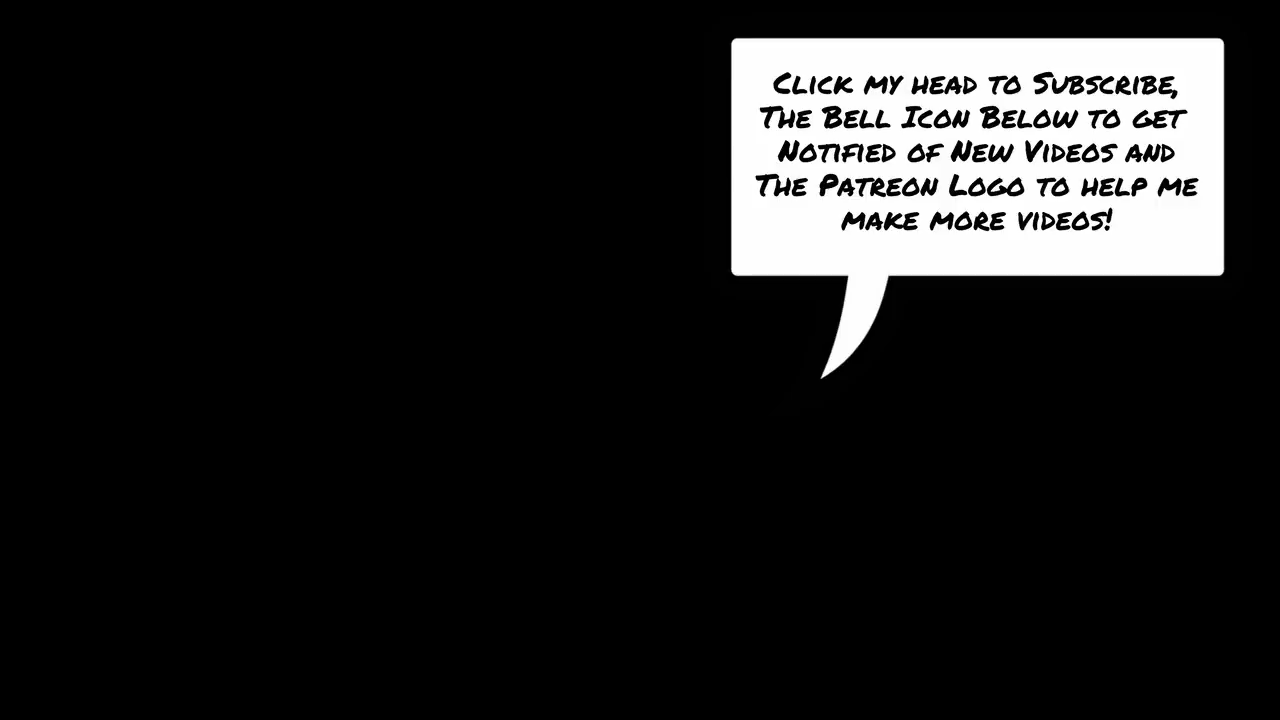 Click my head to Subscribe,
The Bell Icon Below to get
Notified of New Videos and
The Patreon Logo to help me
make more videos!